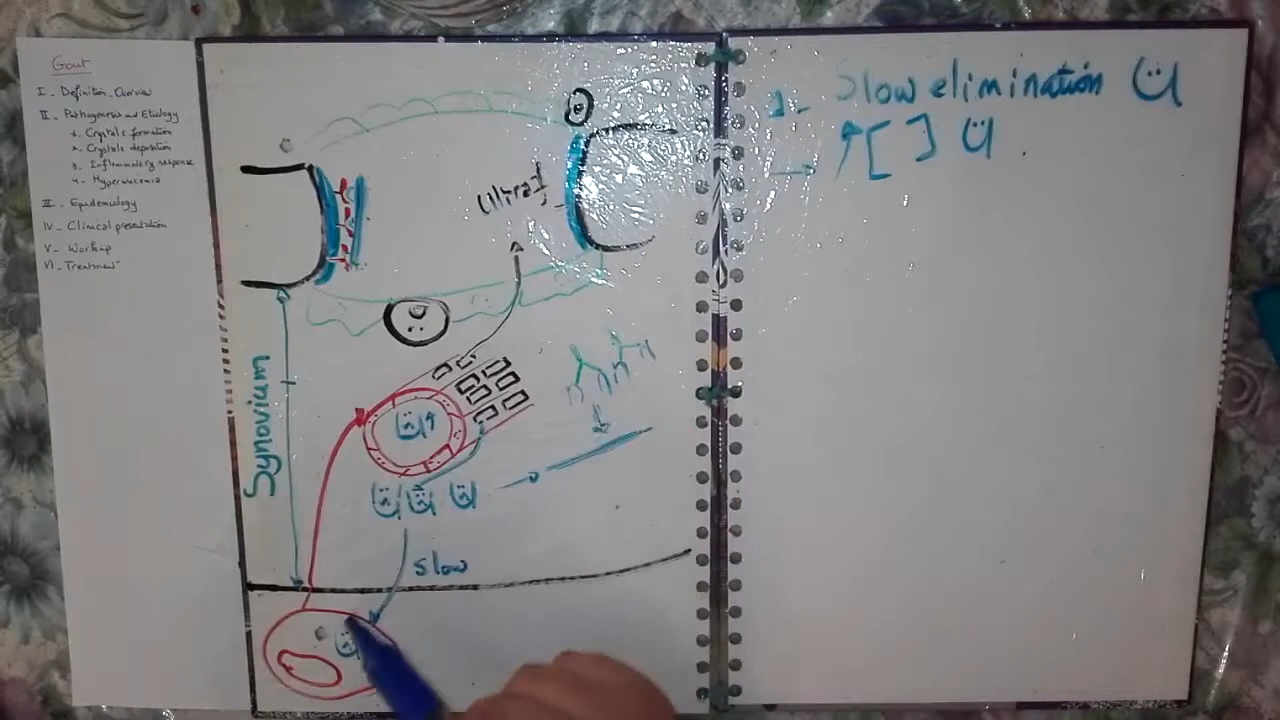 Gout
I - Definition - Overview
II - Pathogenesis and Etiology
1. Crystals formation
2. Crystals deposition
3. Inflammatory response
4. Hyperuricemia
III - Epidemiology
IV - Clinical presentation
V - Workup
VI - Treatment
Ultraf
Synovium
U↑
U U U
Slow
U
1- Slow elimination U
→ ↑[ ] U